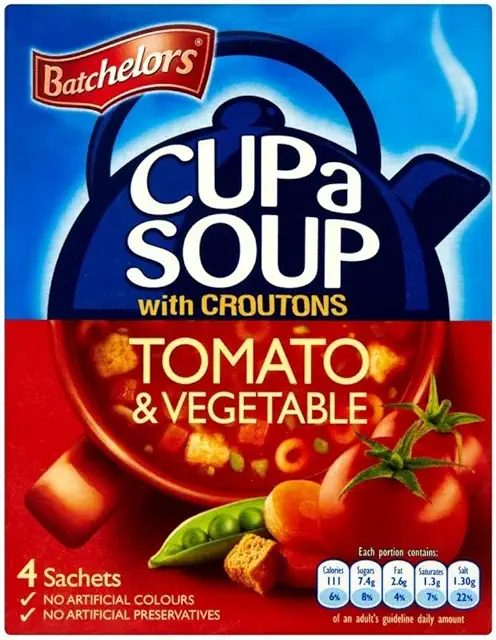 Batchelors®
CUPa
SOUP
with CROUTONS
TOMATO
& VEGETABLE
4 Sachets
✓ NO ARTIFICIAL COLOURS
✓ NO ARTIFICIAL PRESERVATIVES
Each portion contains:
Calories Sugars Fat Saturates Salt
111 7.4g 2.6g 1.3g 1.30g
6% 8% 4% 7% 22%
of an adult's guideline daily amount